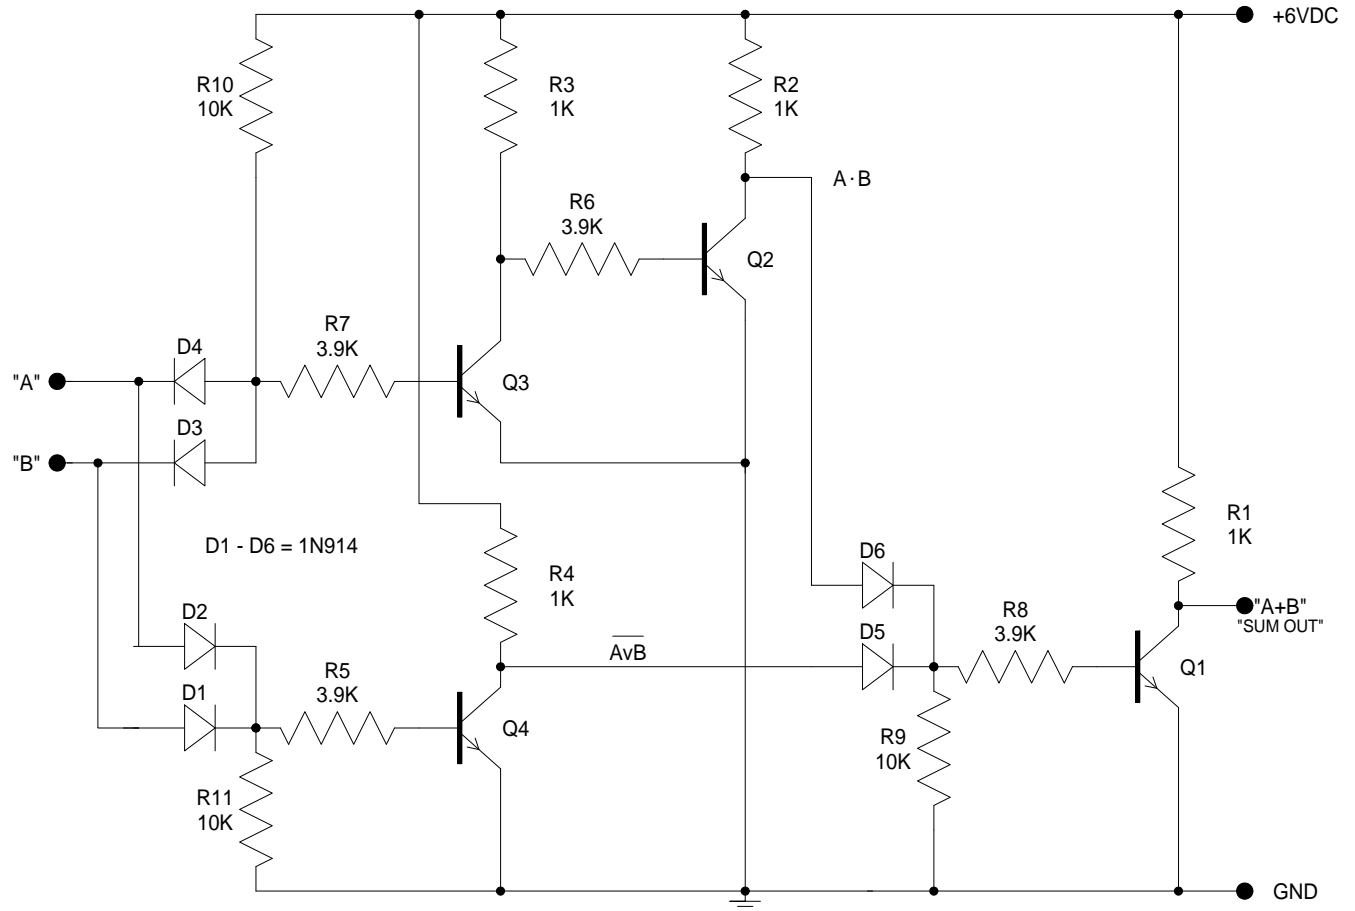 +6VDC
R10
10K
R3
1K
R2
1K
A·B
R6
3.9K
Q2
R7
3.9K
D4
"A"
Q3
D3
"B"
D1 - D6 = 1N914
R1
1K
D6
R4
1K
D2
R8
3.9K
"A+B"
"SUM OUT"
D5
A̅v̅B̅
Q1
R5
3.9K
D1
Q4
R9
10K
R11
10K
GND